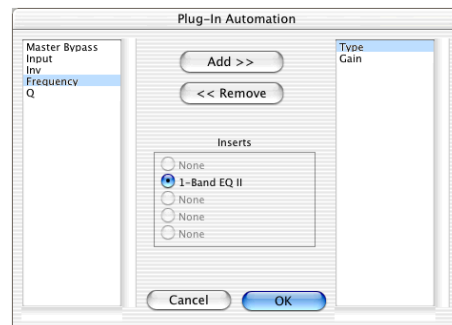 Plug-In Automation
Master Bypass
Input
Inv
Frequency
Q
Add >>
<< Remove
Inserts
None
1-Band EQ II
None
None
None
Cancel
OK
Type
Gain